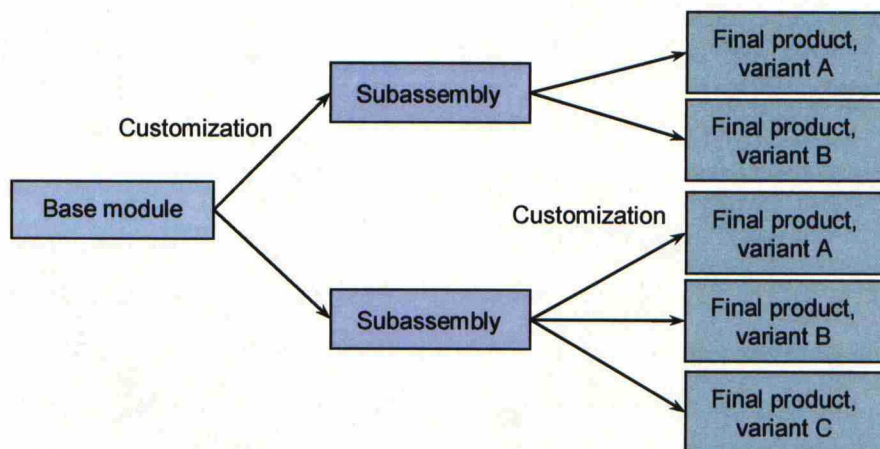 Final product,
variant A
Subassembly
Customization
Final product,
variant B
Base module
Customization
Final product,
variant A
Subassembly
Final product,
variant B
Final product,
variant C